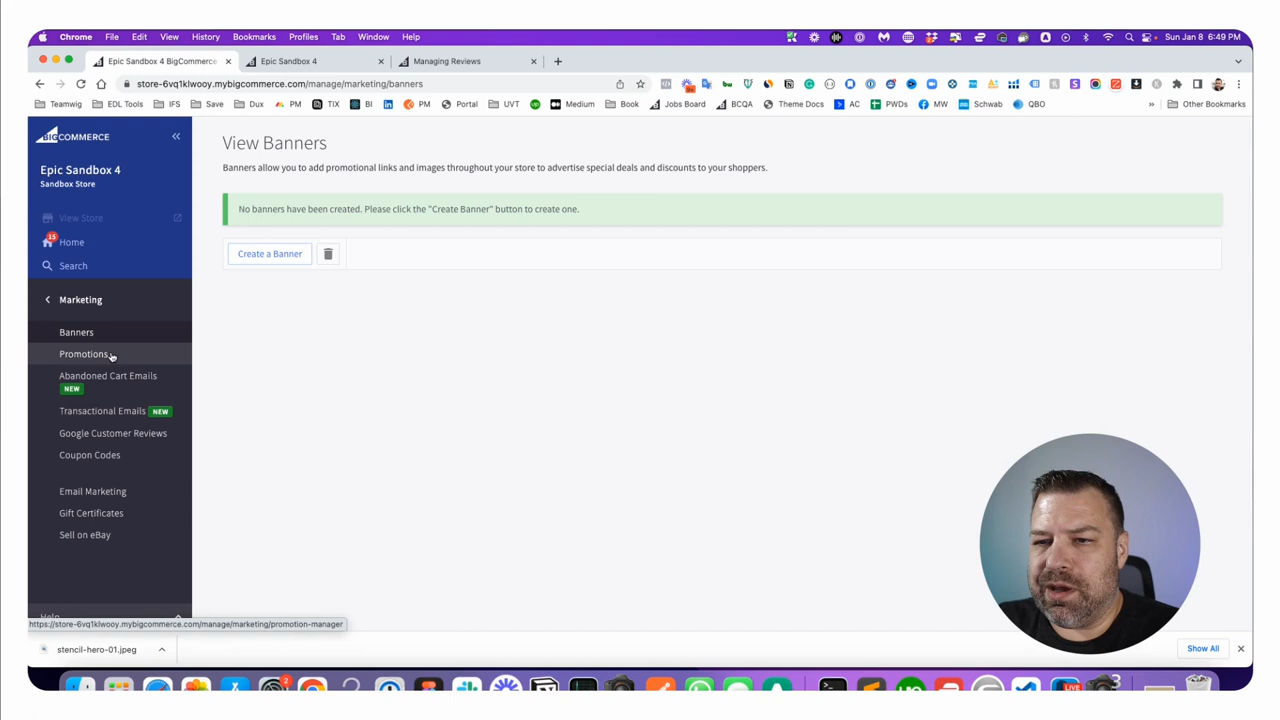 Chrome File Edit View History Bookmarks Profiles Tab Window Help Sun Jan 8 6:49 PM
Epic Sandbox 4 BigCommerce Epic Sandbox 4 Managing Reviews
store-6vq1klwooy.mybigcommerce.com/manage/marketing/banners
Teamwig EDL Tools IFS Save Dux PM TIX BI PM Portal UVT Medium Book Jobs Board BCQA Theme Docs AC PWDs MW Schwab QBO » Other Bookmarks
BIGCOMMERCE
Epic Sandbox 4
Sandbox Store
View Store
15
Home
Search
Marketing
Banners
Promotions
Abandoned Cart Emails
NEW
Transactional Emails NEW
Google Customer Reviews
Coupon Codes
Email Marketing
Gift Certificates
Sell on eBay
View Banners
Banners allow you to add promotional links and images throughout your store to advertise special deals and discounts to your shoppers.
No banners have been created. Please click the "Create Banner" button to create one.
Create a Banner
https://store-6vq1klwooy.mybigcommerce.com/manage/marketing/promotion-manager
stencil-hero-01.jpeg
Show All